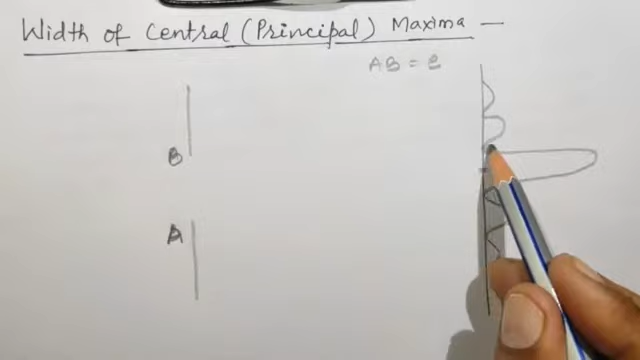 Width of Central (Principal) Maxima —
AB = e
B
A